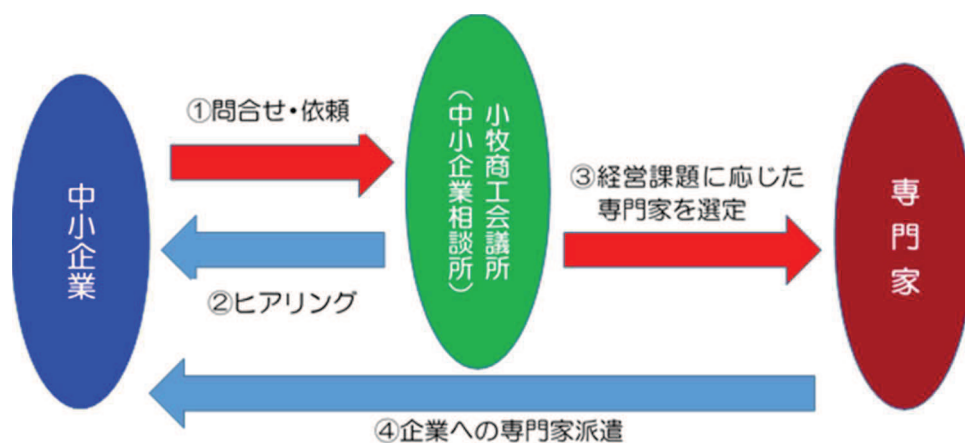 中小企業
①問合せ・依頼
②ヒアリング
小牧商工会議所
（中小企業相談所）
③経営課題に応じた
専門家を選定
専門家
④企業への専門家派遣